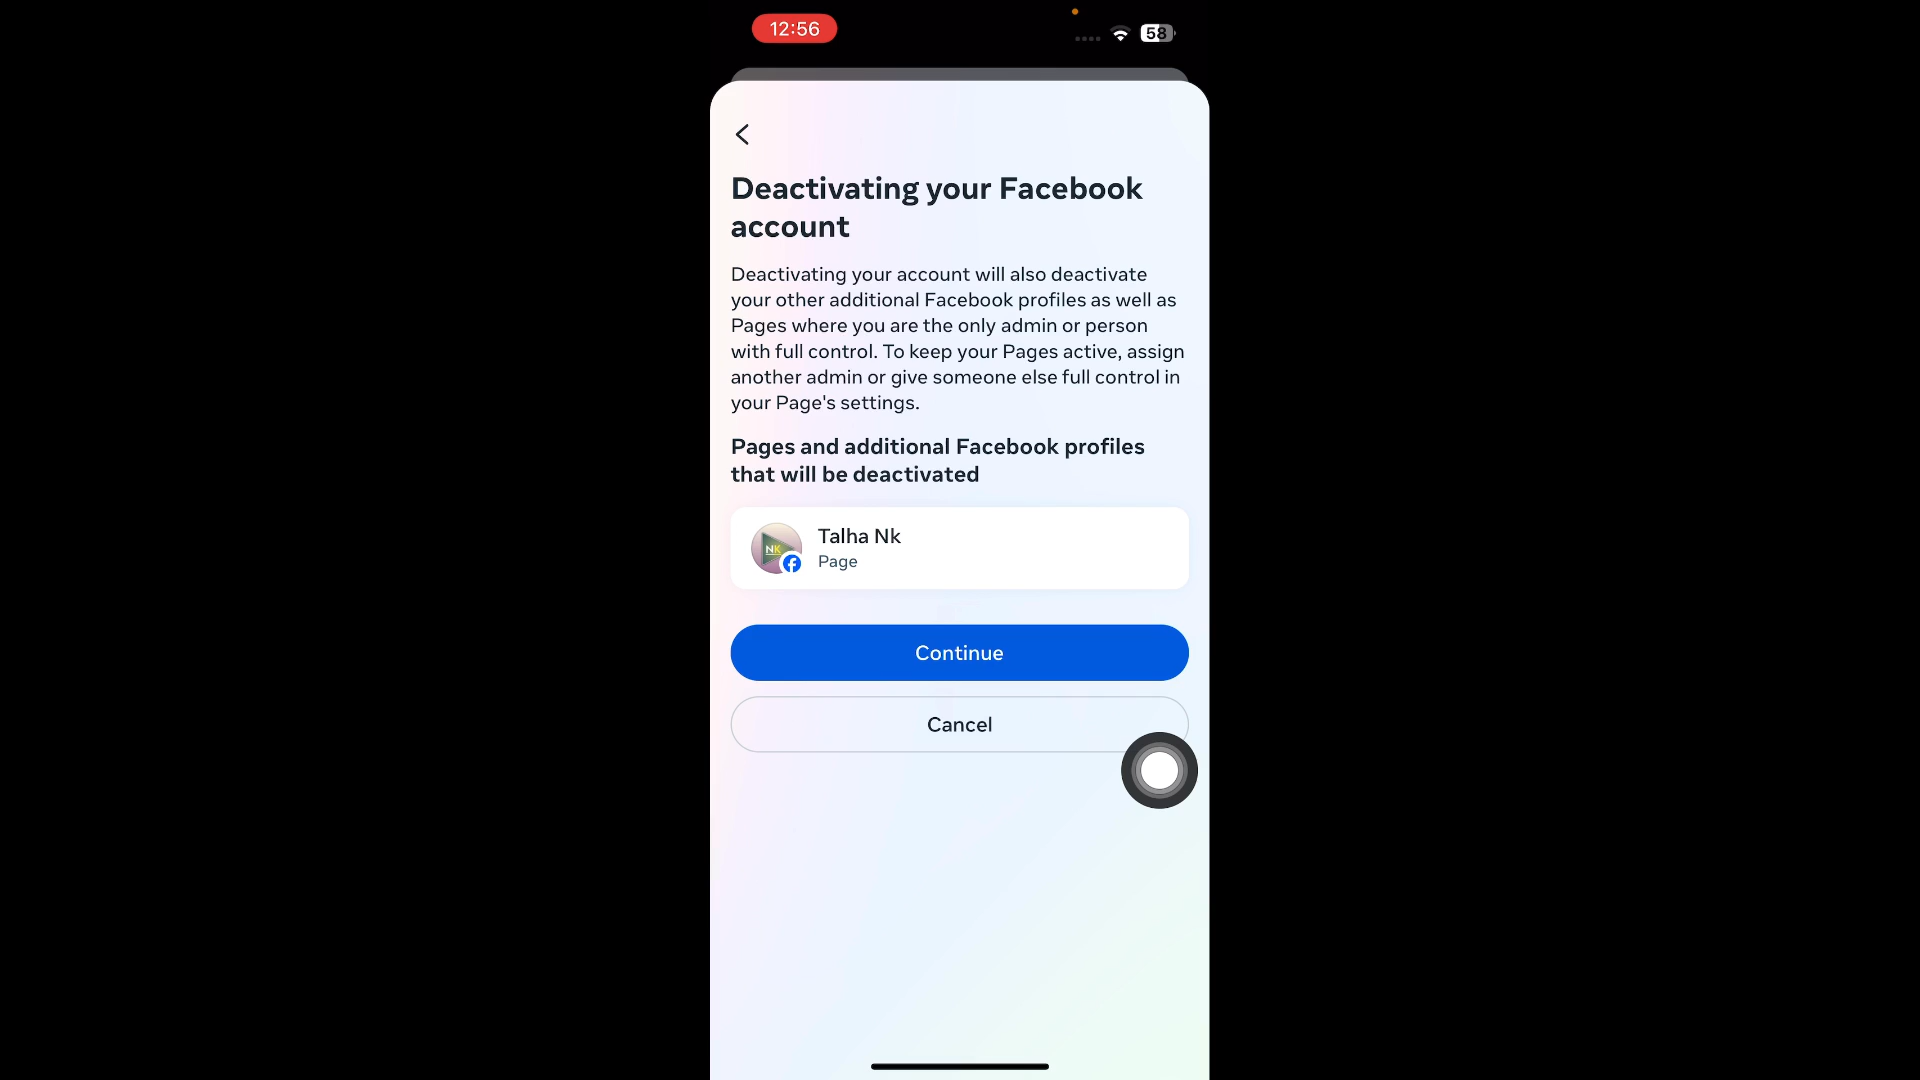 12:56
58
Deactivating your Facebook
account
Deactivating your account will also deactivate
your other additional Facebook profiles as well as
Pages where you are the only admin or person
with full control. To keep your Pages active, assign
another admin or give someone else full control in
your Page's settings.
Pages and additional Facebook profiles
that will be deactivated
NK
Talha Nk
Page
Continue
Cancel